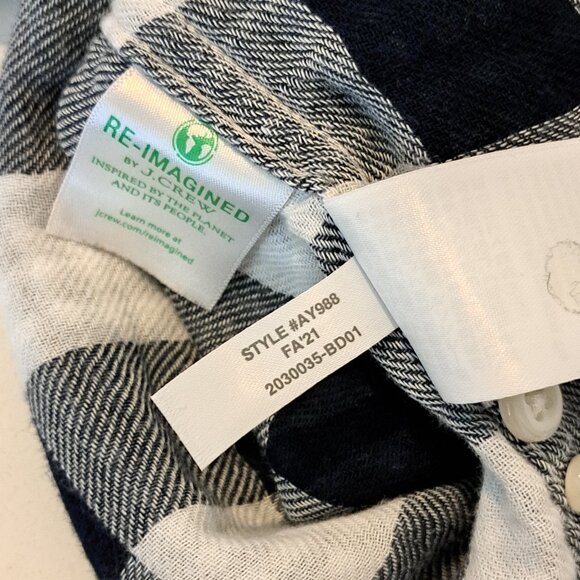 RE-IMAGINED
BY J.CREW
INSPIRED BY THE PLANET
AND ITS PEOPLE.
Learn more at
jcrew.com/reimagined
STYLE #AY988
FA'21
2030035-BD01